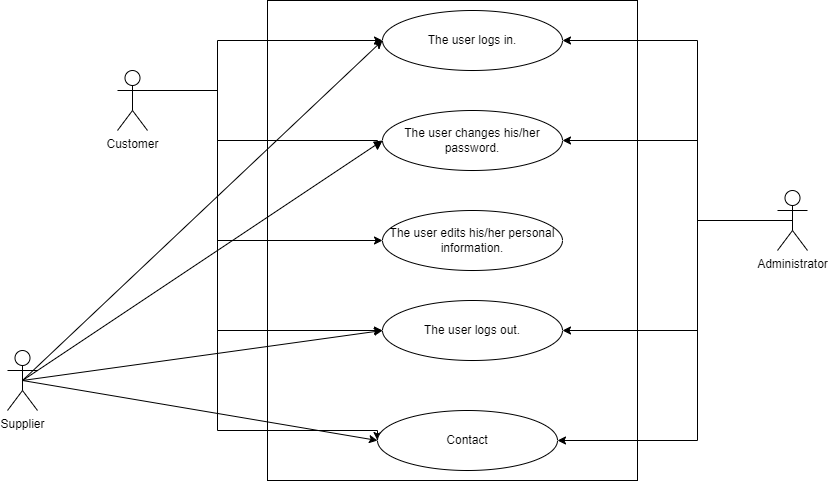 The user logs in.
Customer
The user changes his/her
password.
The user edits his/her personal
information.
Administrator
The user logs out.
Supplier
Contact